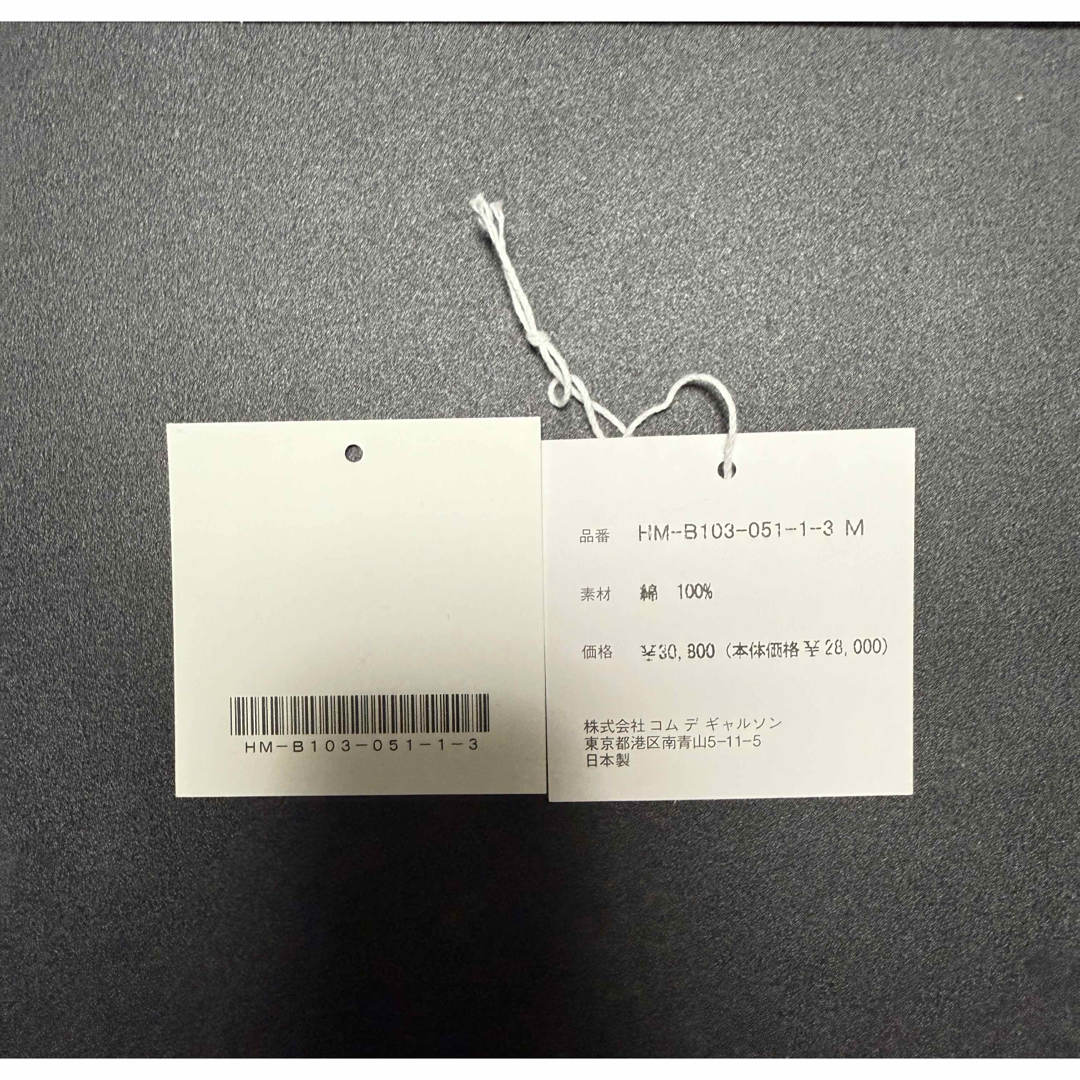 HM-B103-051-1-3
品番 HM-B103-051-1-3 M
素材 綿 100%
価格 ¥30,800（本体価格 ¥28,000）
株式会社 コム デ ギャルソン
東京都港区南青山5-11-5
日本製